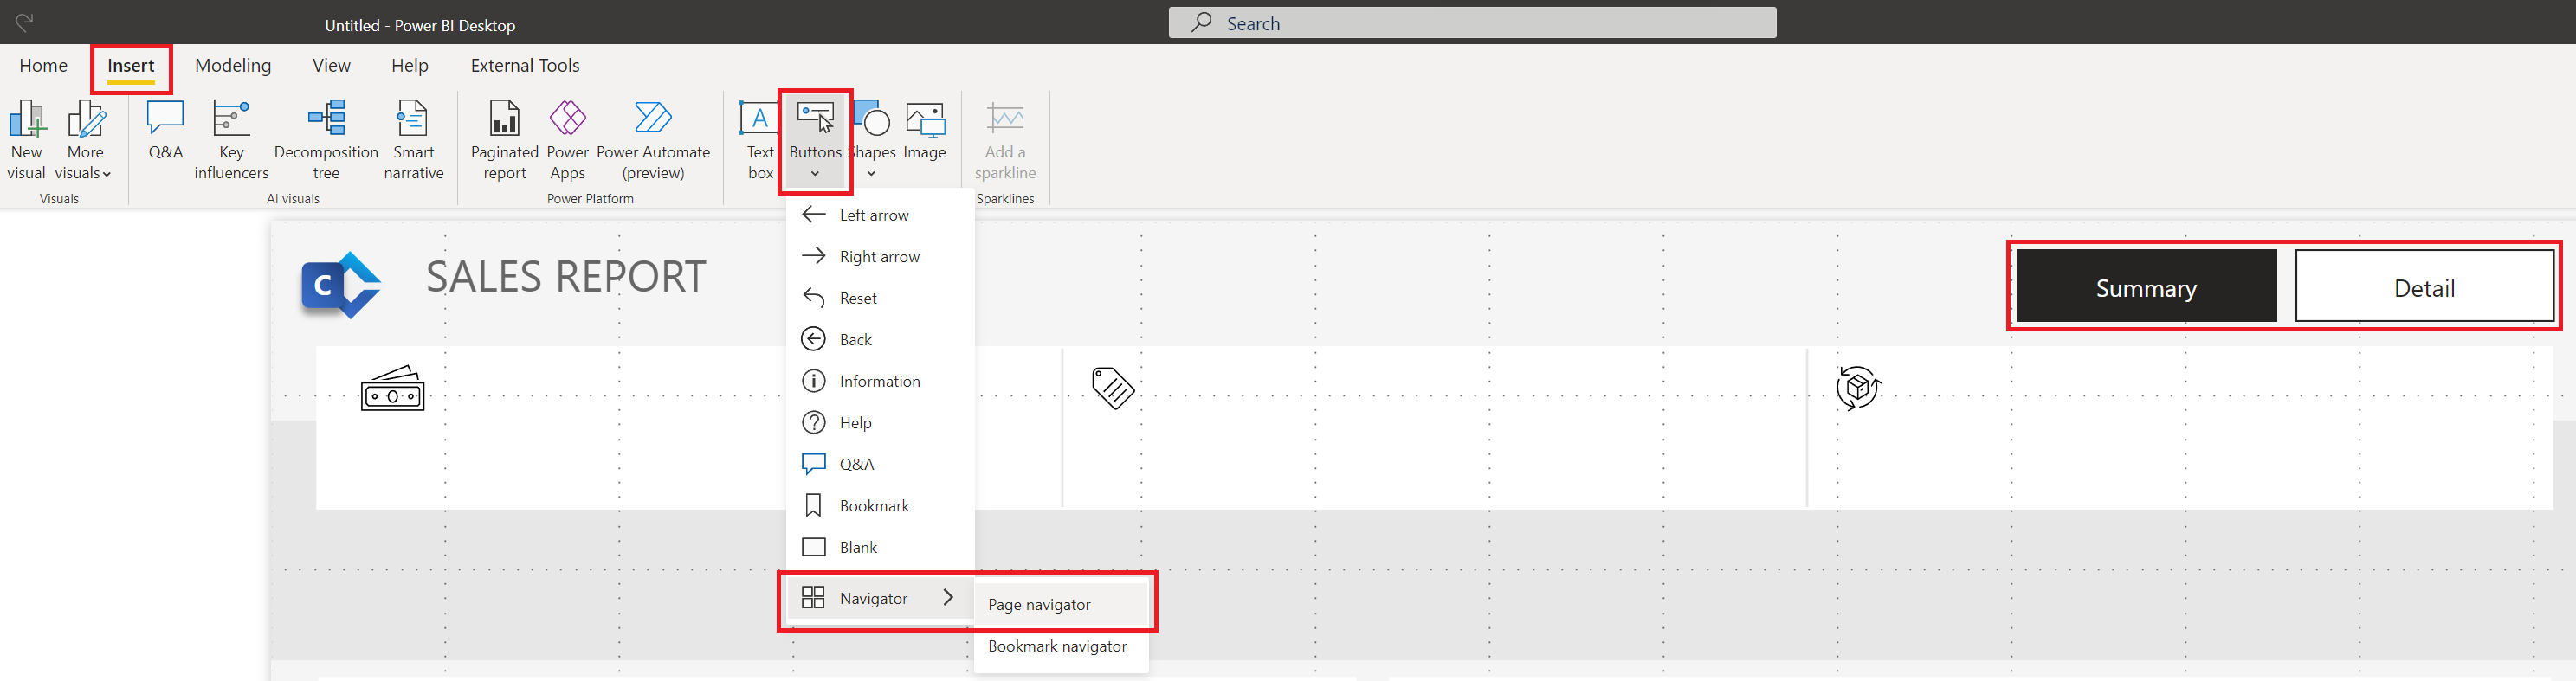 Untitled - Power BI Desktop
Search
Home
Insert
Modeling
View
Help
External Tools
New
visual
More
visuals
Visuals
Q&A
Key
influencers
Decomposition
tree
Smart
narrative
AI visuals
Paginated
report
Power
Apps
Power Automate
(preview)
Power Platform
A
Text
box
Buttons
Shapes
Image
Add a
sparkline
Sparklines
Left arrow
Right arrow
Reset
Back
Information
Help
Q&A
Bookmark
Blank
Navigator
Page navigator
Bookmark navigator
C
SALES REPORT
Summary
Detail